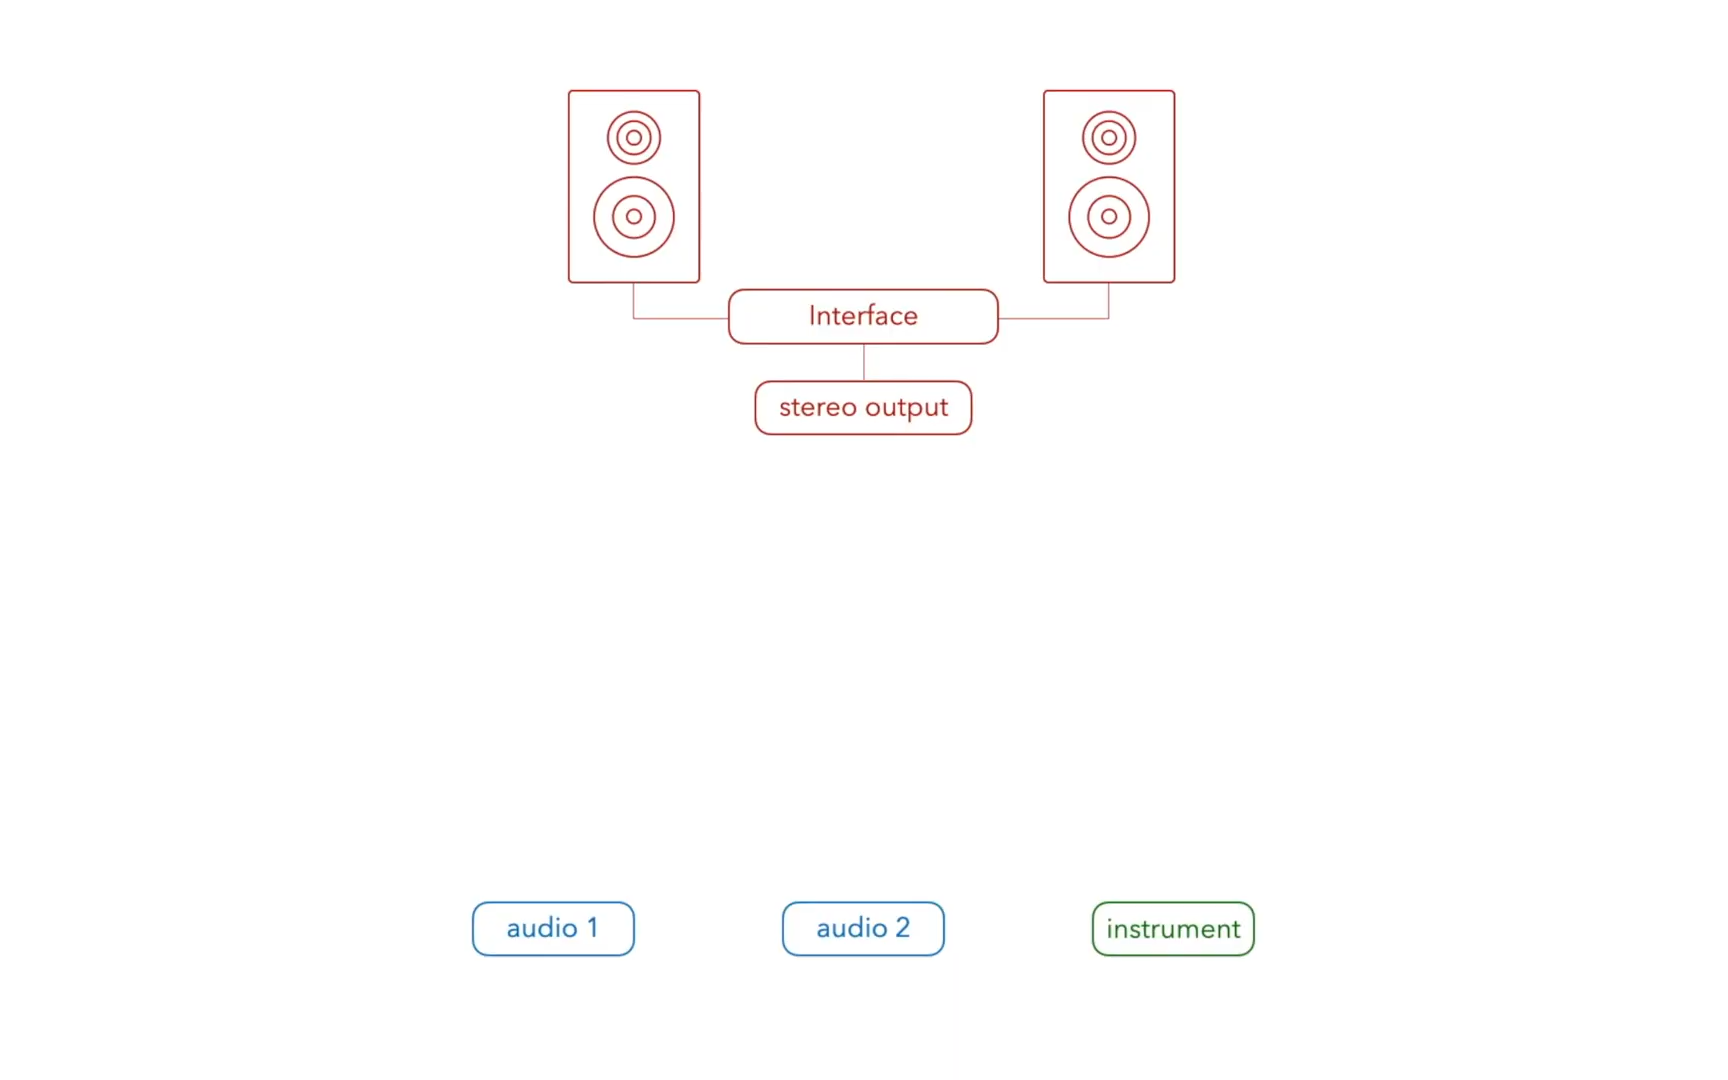 Interface
stereo output
audio 1
audio 2
instrument